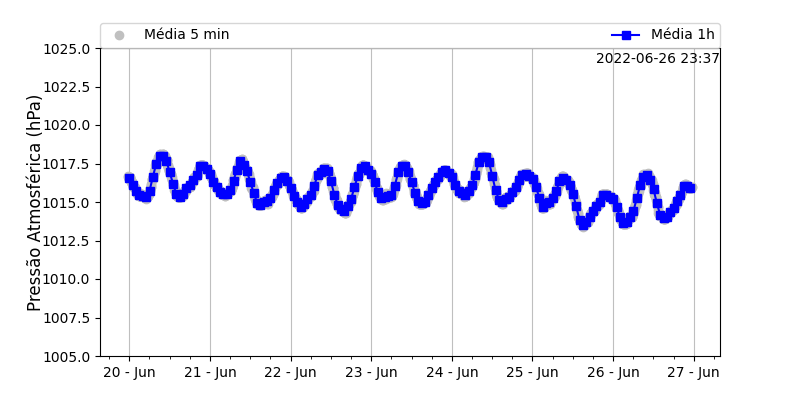 Média 5 min
Média 1h
2022-06-26 23:37
Pressão Atmosférica (hPa)
1025.0
1022.5
1020.0
1017.5
1015.0
1012.5
1010.0
1007.5
1005.0
20 - Jun
21 - Jun
22 - Jun
23 - Jun
24 - Jun
25 - Jun
26 - Jun
27 - Jun